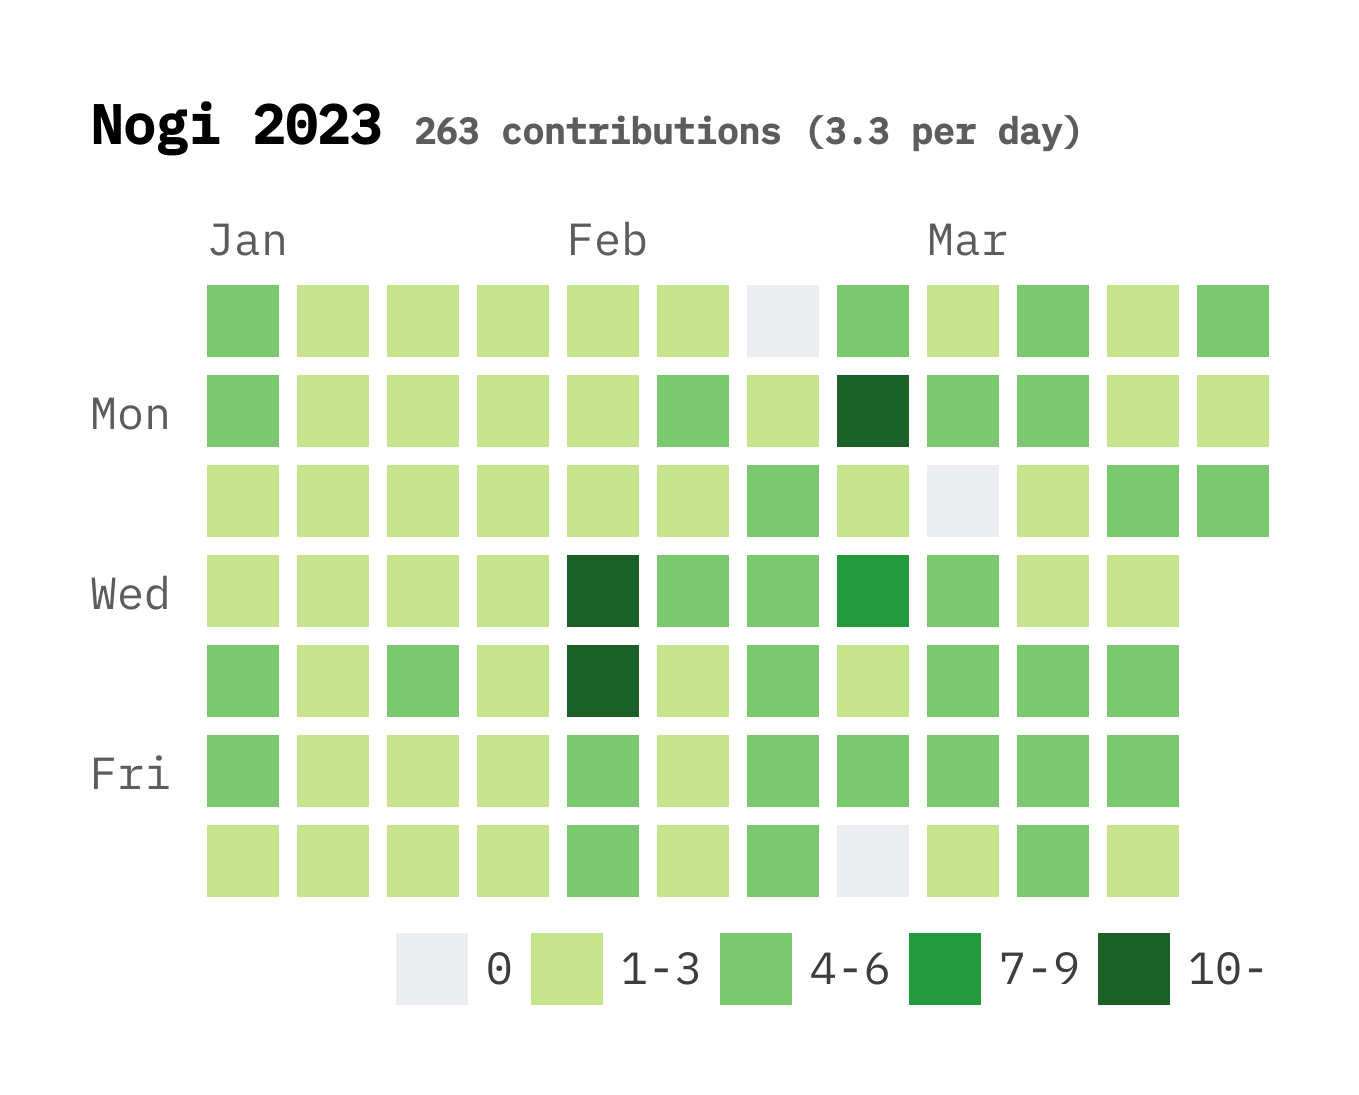 Nogi 2023 263 contributions (3.3 per day)
Jan Feb Mar
Mon
Wed
Fri
0 1-3 4-6 7-9 10-